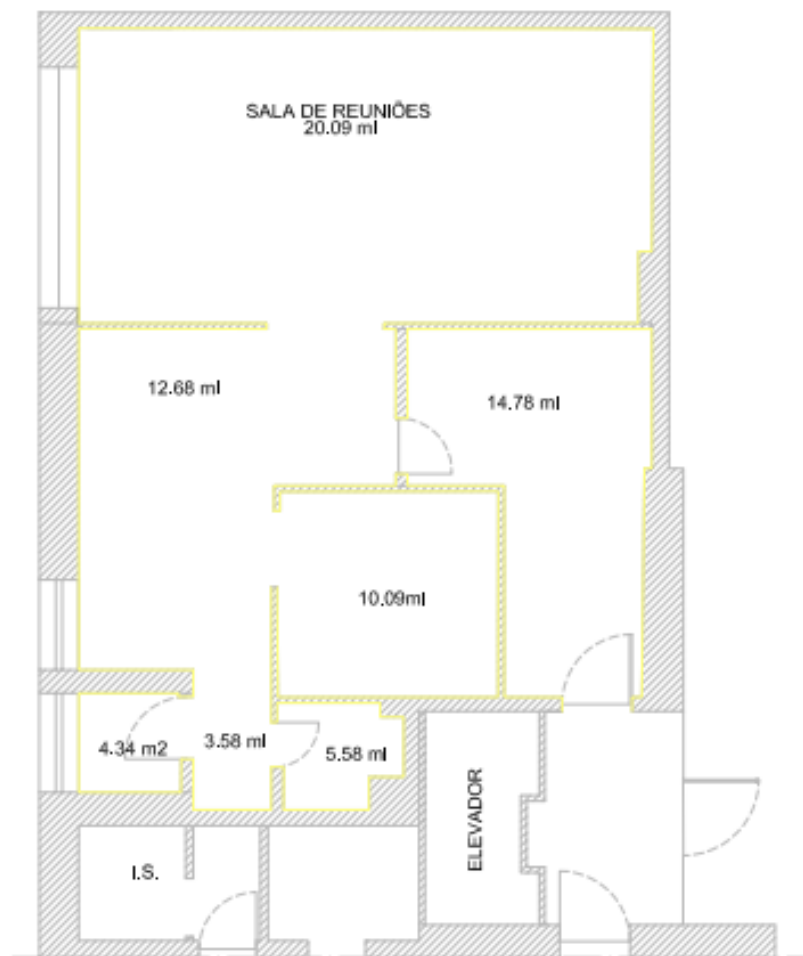 SALA DE REUNIÕES
20.09 ml
12.68 ml
14.78 ml
10.09ml
4.34 m2
3.58 ml
5.58 ml
ELEVADOR
I.S.